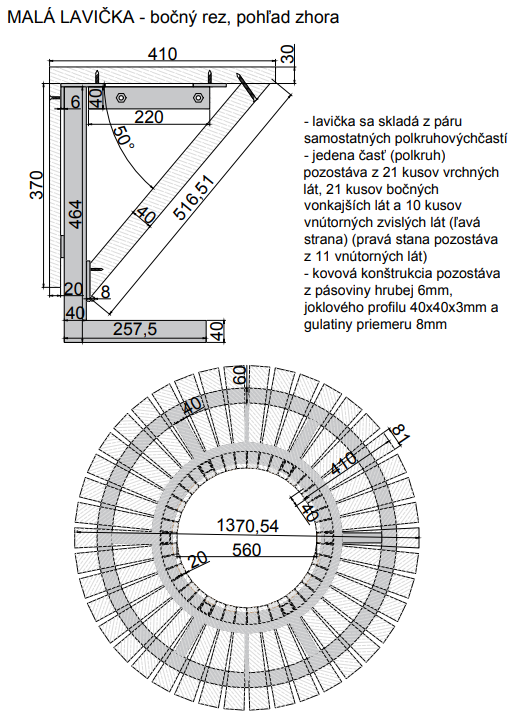 MALÁ LAVIČKA - bočný rez, pohľad zhora
410
30
6
40
220
50°
370
464
40
516,51
20
8
40
257,5
40
- lavička sa skladá z páru
samostatných polkruhovýchčastí
- jedena časť (polkruh)
pozostáva z 21 kusov vrchných
lát, 21 kusov bočných
vonkajších lát a 10 kusov
vnútorných zvislých lát (ľavá
strana) (pravá stana pozostáva
z 11 vnútorných lát)
- kovová konštrukcia pozostáva
z pásoviny hrubej 6mm,
joklového profilu 40x40x3mm a
gulatiny priemeru 8mm
60
40
81
410
40
1370,54
560
20